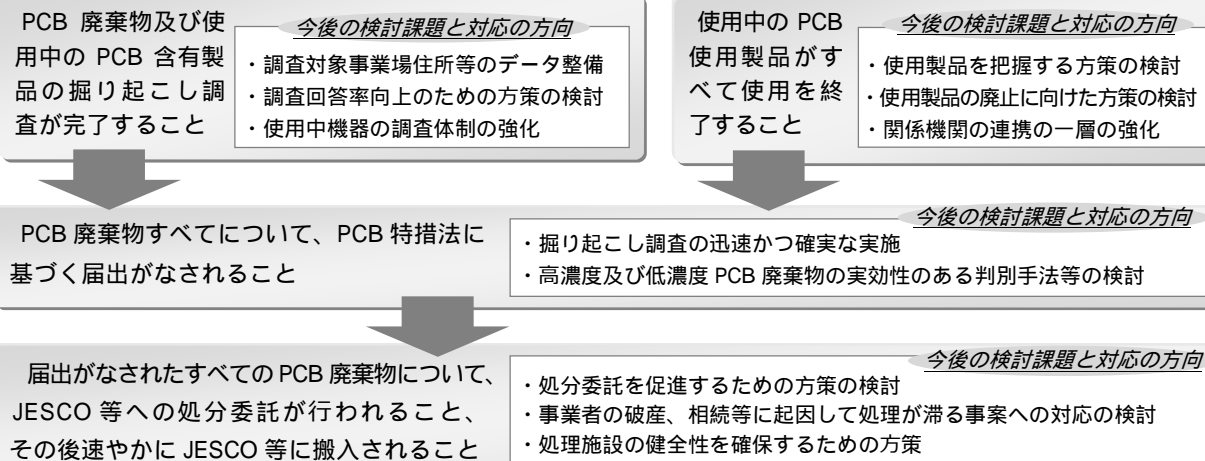 PCB 廃棄物及び使
用中の PCB 含有製
品の掘り起こし調
査が完了すること
今後の検討課題と対応の方向
・調査対象事業場住所等のデータ整備
・調査回答率向上のための方策の検討
・使用中機器の調査体制の強化
使用中の PCB
使用製品がす
べて使用を終
了すること
今後の検討課題と対応の方向
・使用製品を把握する方策の検討
・使用製品の廃止に向けた方策の検討
・関係機関の連携の一層の強化
PCB 廃棄物すべてについて、PCB 特措法に
基づく届出がなされること
今後の検討課題と対応の方向
・掘り起こし調査の迅速かつ確実な実施
・高濃度及び低濃度 PCB 廃棄物の実効性のある判別手法等の検討
届出がなされたすべての PCB 廃棄物について、
JESCO 等への処分委託が行われること、
その後速やかに JESCO 等に搬入されること
今後の検討課題と対応の方向
・処分委託を促進するための方策の検討
・事業者の破産、相続等に起因して処理が滞る事案への対応の検討
・処理施設の健全性を確保するための方策